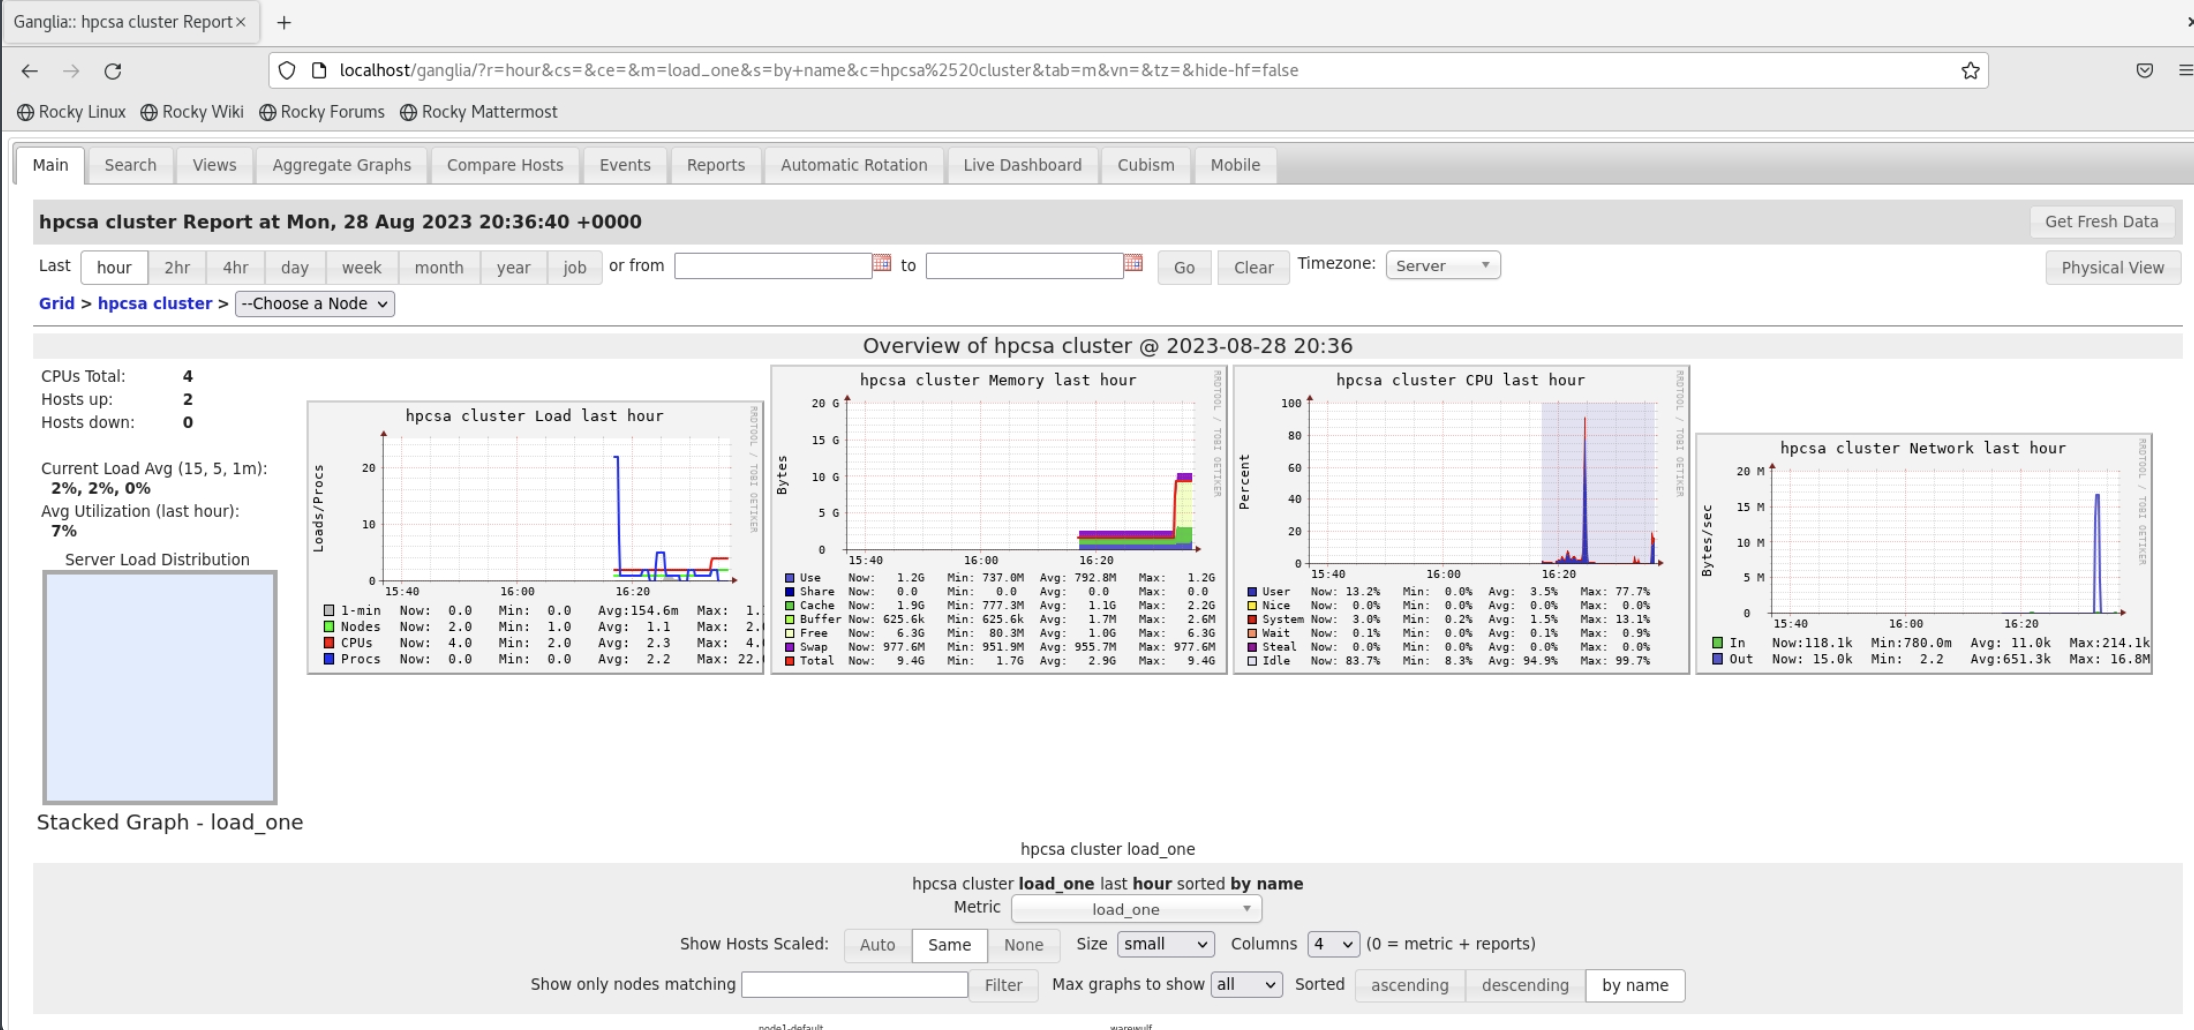 Ganglia:: hpcsa cluster Report × +
localhost/ganglia/?r=hour&cs=&ce=&m=load_one&s=by+name&c=hpcsa%2520cluster&tab=m&vn=&tz=&hide-hf=false
Rocky Linux Rocky Wiki Rocky Forums Rocky Mattermost
Main Search Views Aggregate Graphs Compare Hosts Events Reports Automatic Rotation Live Dashboard Cubism Mobile
hpcsa cluster Report at Mon, 28 Aug 2023 20:36:40 +0000 Get Fresh Data
Last hour 2hr 4hr day week month year job or from to Go Clear Timezone: Server Physical View
Grid > hpcsa cluster > --Choose a Node
Overview of hpcsa cluster @ 2023-08-28 20:36
CPUs Total: 4
Hosts up: 2
Hosts down: 0
Current Load Avg (15, 5, 1m):
2%, 2%, 0%
Avg Utilization (last hour):
7%
Server Load Distribution
hpcsa cluster Load last hour
RRDTOOL / TOBI OETIKER
Loads/Procs
20
10
0
15:40 16:00 16:20
1-min Now: 0.0 Min: 0.0 Avg:154.6m Max: 1.
Nodes Now: 2.0 Min: 1.0 Avg: 1.1 Max: 2.
CPUs Now: 4.0 Min: 2.0 Avg: 2.3 Max: 4.
Procs Now: 0.0 Min: 0.0 Avg: 2.2 Max: 22.
hpcsa cluster Memory last hour
RRDTOOL / TOBI OETIKER
Bytes
20 G
15 G
10 G
5 G
0
15:40 16:00 16:20
Use Now: 1.2G Min: 737.0M Avg: 792.8M Max: 1.2G
Share Now: 0.0 Min: 0.0 Avg: 0.0 Max: 0.0
Cache Now: 1.9G Min: 777.3M Avg: 1.1G Max: 2.2G
Buffer Now: 625.6k Min: 625.6k Avg: 1.7M Max: 2.6M
Free Now: 6.3G Min: 80.3M Avg: 1.0G Max: 6.3G
Swap Now: 977.6M Min: 951.9M Avg: 955.7M Max: 977.6M
Total Now: 9.4G Min: 1.7G Avg: 2.9G Max: 9.4G
hpcsa cluster CPU last hour
RRDTOOL / TOBI OETIKER
Percent
100
80
60
40
20
0
15:40 16:00 16:20
User Now: 13.2% Min: 0.0% Avg: 3.5% Max: 77.7%
Nice Now: 0.0% Min: 0.0% Avg: 0.0% Max: 0.0%
System Now: 3.0% Min: 0.2% Avg: 1.5% Max: 13.1%
Wait Now: 0.1% Min: 0.0% Avg: 0.1% Max: 0.9%
Steal Now: 0.0% Min: 0.0% Avg: 0.0% Max: 0.0%
Idle Now: 83.7% Min: 8.3% Avg: 94.9% Max: 99.7%
hpcsa cluster Network last hour
RRDTOOL / TOBI OETIKER
Bytes/sec
20 M
15 M
10 M
5 M
0
15:40 16:00 16:20
In Now:118.1k Min:780.0m Avg: 11.0k Max:214.1k
Out Now: 15.0k Min: 2.2 Avg:651.3k Max: 16.8M
Stacked Graph - load_one
hpcsa cluster load_one
hpcsa cluster load_one last hour sorted by name
Metric load_one
Show Hosts Scaled: Auto Same None Size small Columns 4 (0 = metric + reports)
Show only nodes matching Filter Max graphs to show all Sorted ascending descending by name
node1-default warewulf